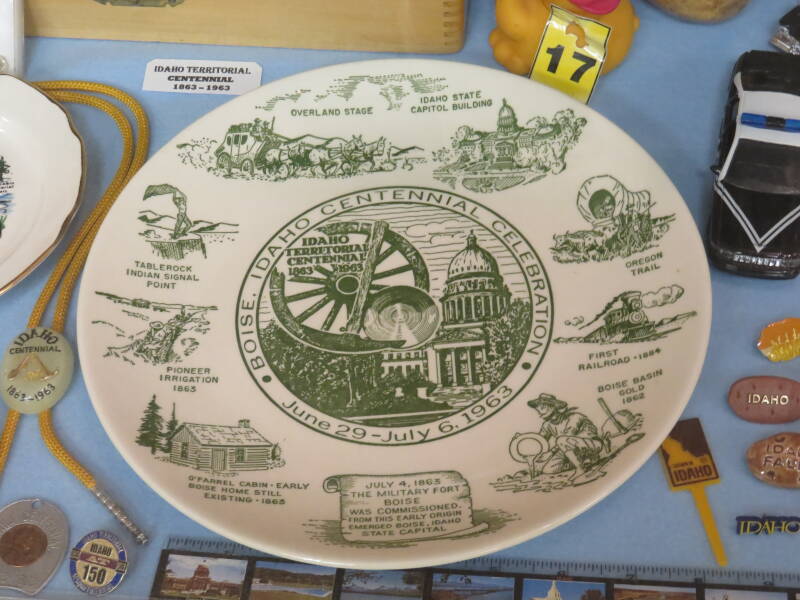 IDAHO TERRITORIAL
CENTENNIAL
1863 - 1963
17
OVERLAND STAGE
IDAHO STATE
CAPITOL BUILDING
TABLEROCK
INDIAN SIGNAL
POINT
OREGON
TRAIL
BOISE, IDAHO CENTENNIAL CELEBRATION
June 29 - July 6, 1963
IDAHO
TERRITORIAL
CENTENNIAL
1863 1963
PIONEER
IRRIGATION
1863
FIRST
RAILROAD - 1884
BOISE BASIN
GOLD
1862
O'FARREL CABIN - EARLY
BOISE HOME STILL
EXISTING - 1863
JULY 4, 1863
- THE MILITARY FORT
BOISE
WAS COMMISSIONED.
FROM THIS EARLY ORIGIN
EMERGED BOISE, IDAHO
STATE CAPITAL
IDAHO
CENTENNIAL
1863-1963
IDAHO
AT
150
IDAHO
IDAHO
IDAHO